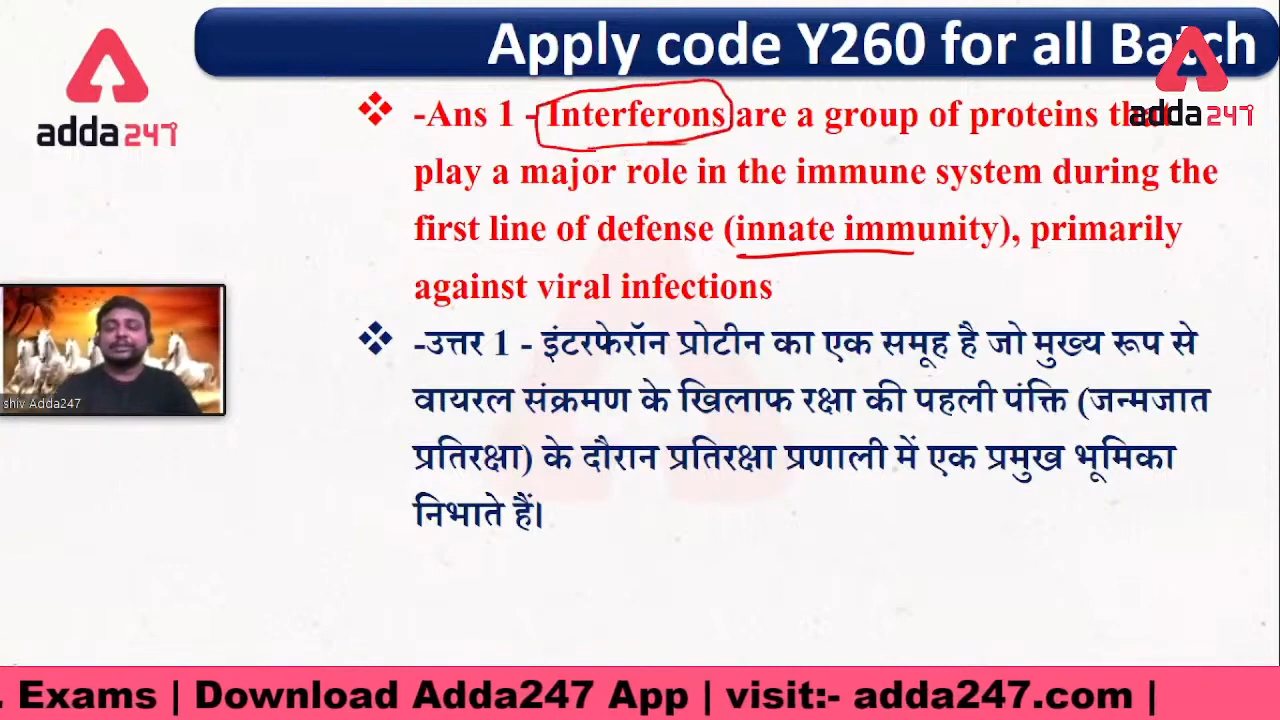 Apply code Y260 for all Batch
adda247
adda247
-Ans 1 - Interferons are a group of proteins that
play a major role in the immune system during the
first line of defense (innate immunity), primarily
against viral infections
-उत्तर 1 - इंटरफेरॉन प्रोटीन का एक समूह है जो मुख्य रूप से
वायरल संक्रमण के खिलाफ रक्षा की पहली पंक्ति (जन्मजात
प्रतिरक्षा) के दौरान प्रतिरक्षा प्रणाली में एक प्रमुख भूमिका
निभाते हैं।
shiv Adda247
. Exams | Download Adda247 App | visit:- adda247.com |